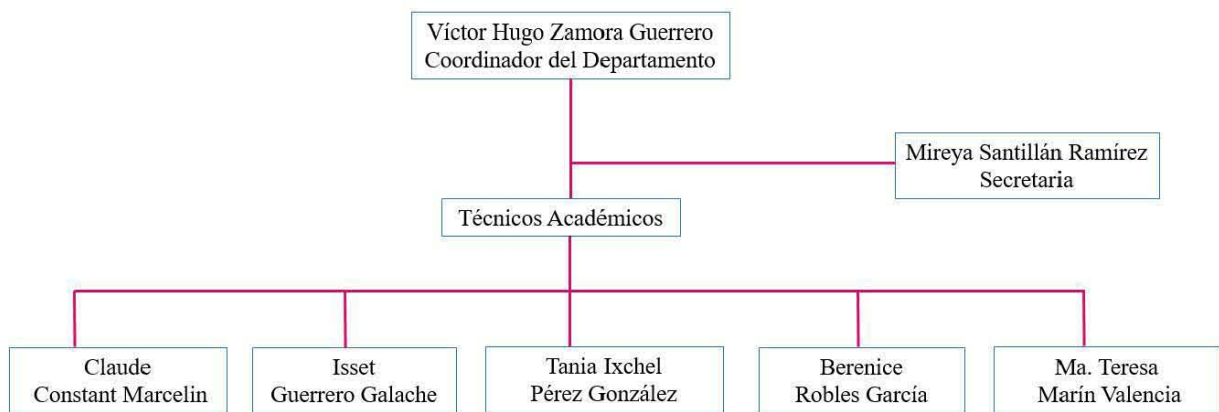 Víctor Hugo Zamora Guerrero
Coordinador del Departamento
Mireya Santillán Ramírez
Secretaria
Técnicos Académicos
Claude
Constant Marcelin
Isset
Guerrero Galache
Tania Ixchel
Pérez González
Berenice
Robles García
Ma. Teresa
Marín Valencia